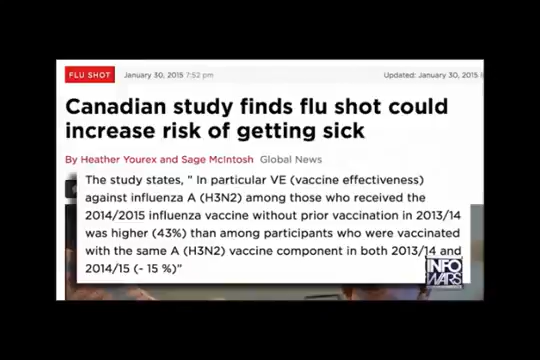 FLU SHOT January 30, 2015 7:52 pm Updated: January 30, 2015
Canadian study finds flu shot could
increase risk of getting sick
By Heather Yourex and Sage McIntosh Global News
The study states, " In particular VE (vaccine effectiveness)
against influenza A (H3N2) among those who received the
2014/2015 influenza vaccine without prior vaccination in 2013/14
was higher (43%) than among participants who were vaccinated
with the same A (H3N2) vaccine component in both 2013/14 and
2014/15 (- 15 %)"
INFO
WARS